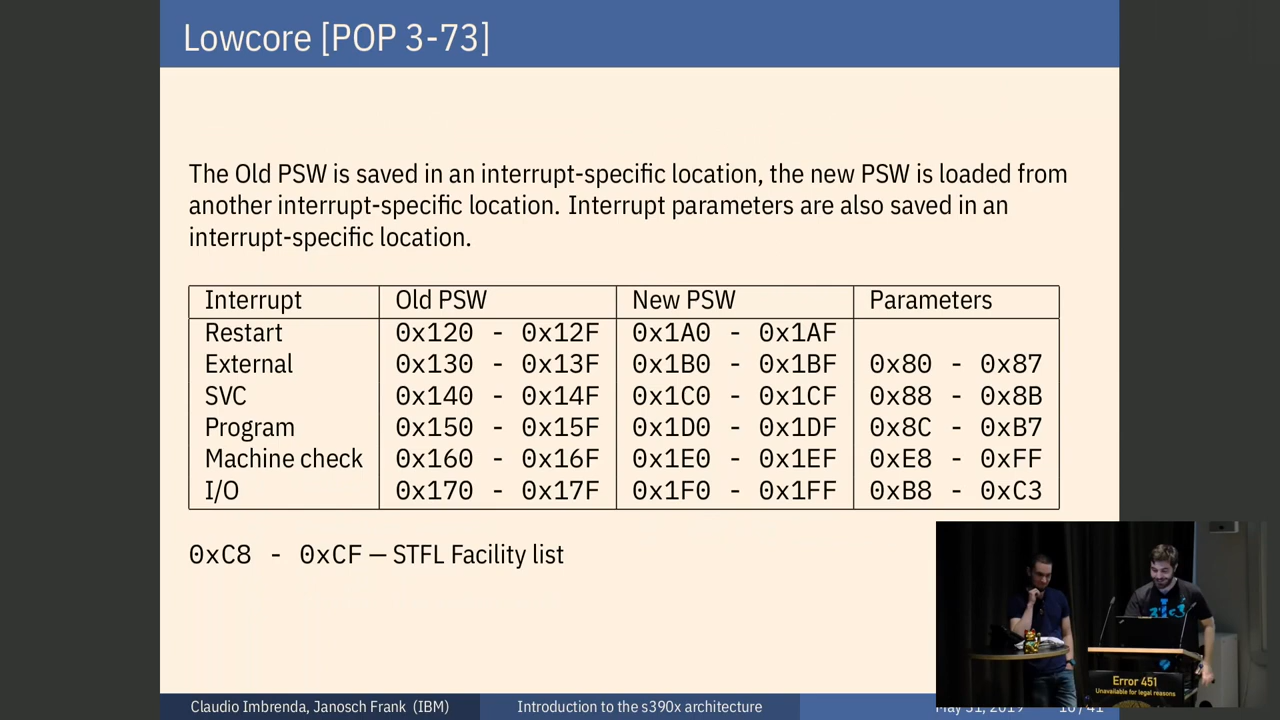 Lowcore [POP 3-73]
The Old PSW is saved in an interrupt-specific location, the new PSW is loaded from
another interrupt-specific location. Interrupt parameters are also saved in an
interrupt-specific location.
Interrupt Old PSW New PSW Parameters
Restart 0x120 - 0x12F 0x1A0 - 0x1AF
External 0x130 - 0x13F 0x1B0 - 0x1BF 0x80 - 0x87
SVC 0x140 - 0x14F 0x1C0 - 0x1CF 0x88 - 0x8B
Program 0x150 - 0x15F 0x1D0 - 0x1DF 0x8C - 0xB7
Machine check 0x160 - 0x16F 0x1E0 - 0x1EF 0xE8 - 0xFF
I/O 0x170 - 0x17F 0x1F0 - 0x1FF 0xB8 - 0xC3
0xC8 - 0xCF — STFL Facility list
Error 451
Unavailable for legal reasons
Claudio Imbrenda, Janosch Frank (IBM) Introduction to the s390x architecture May 31, 2019